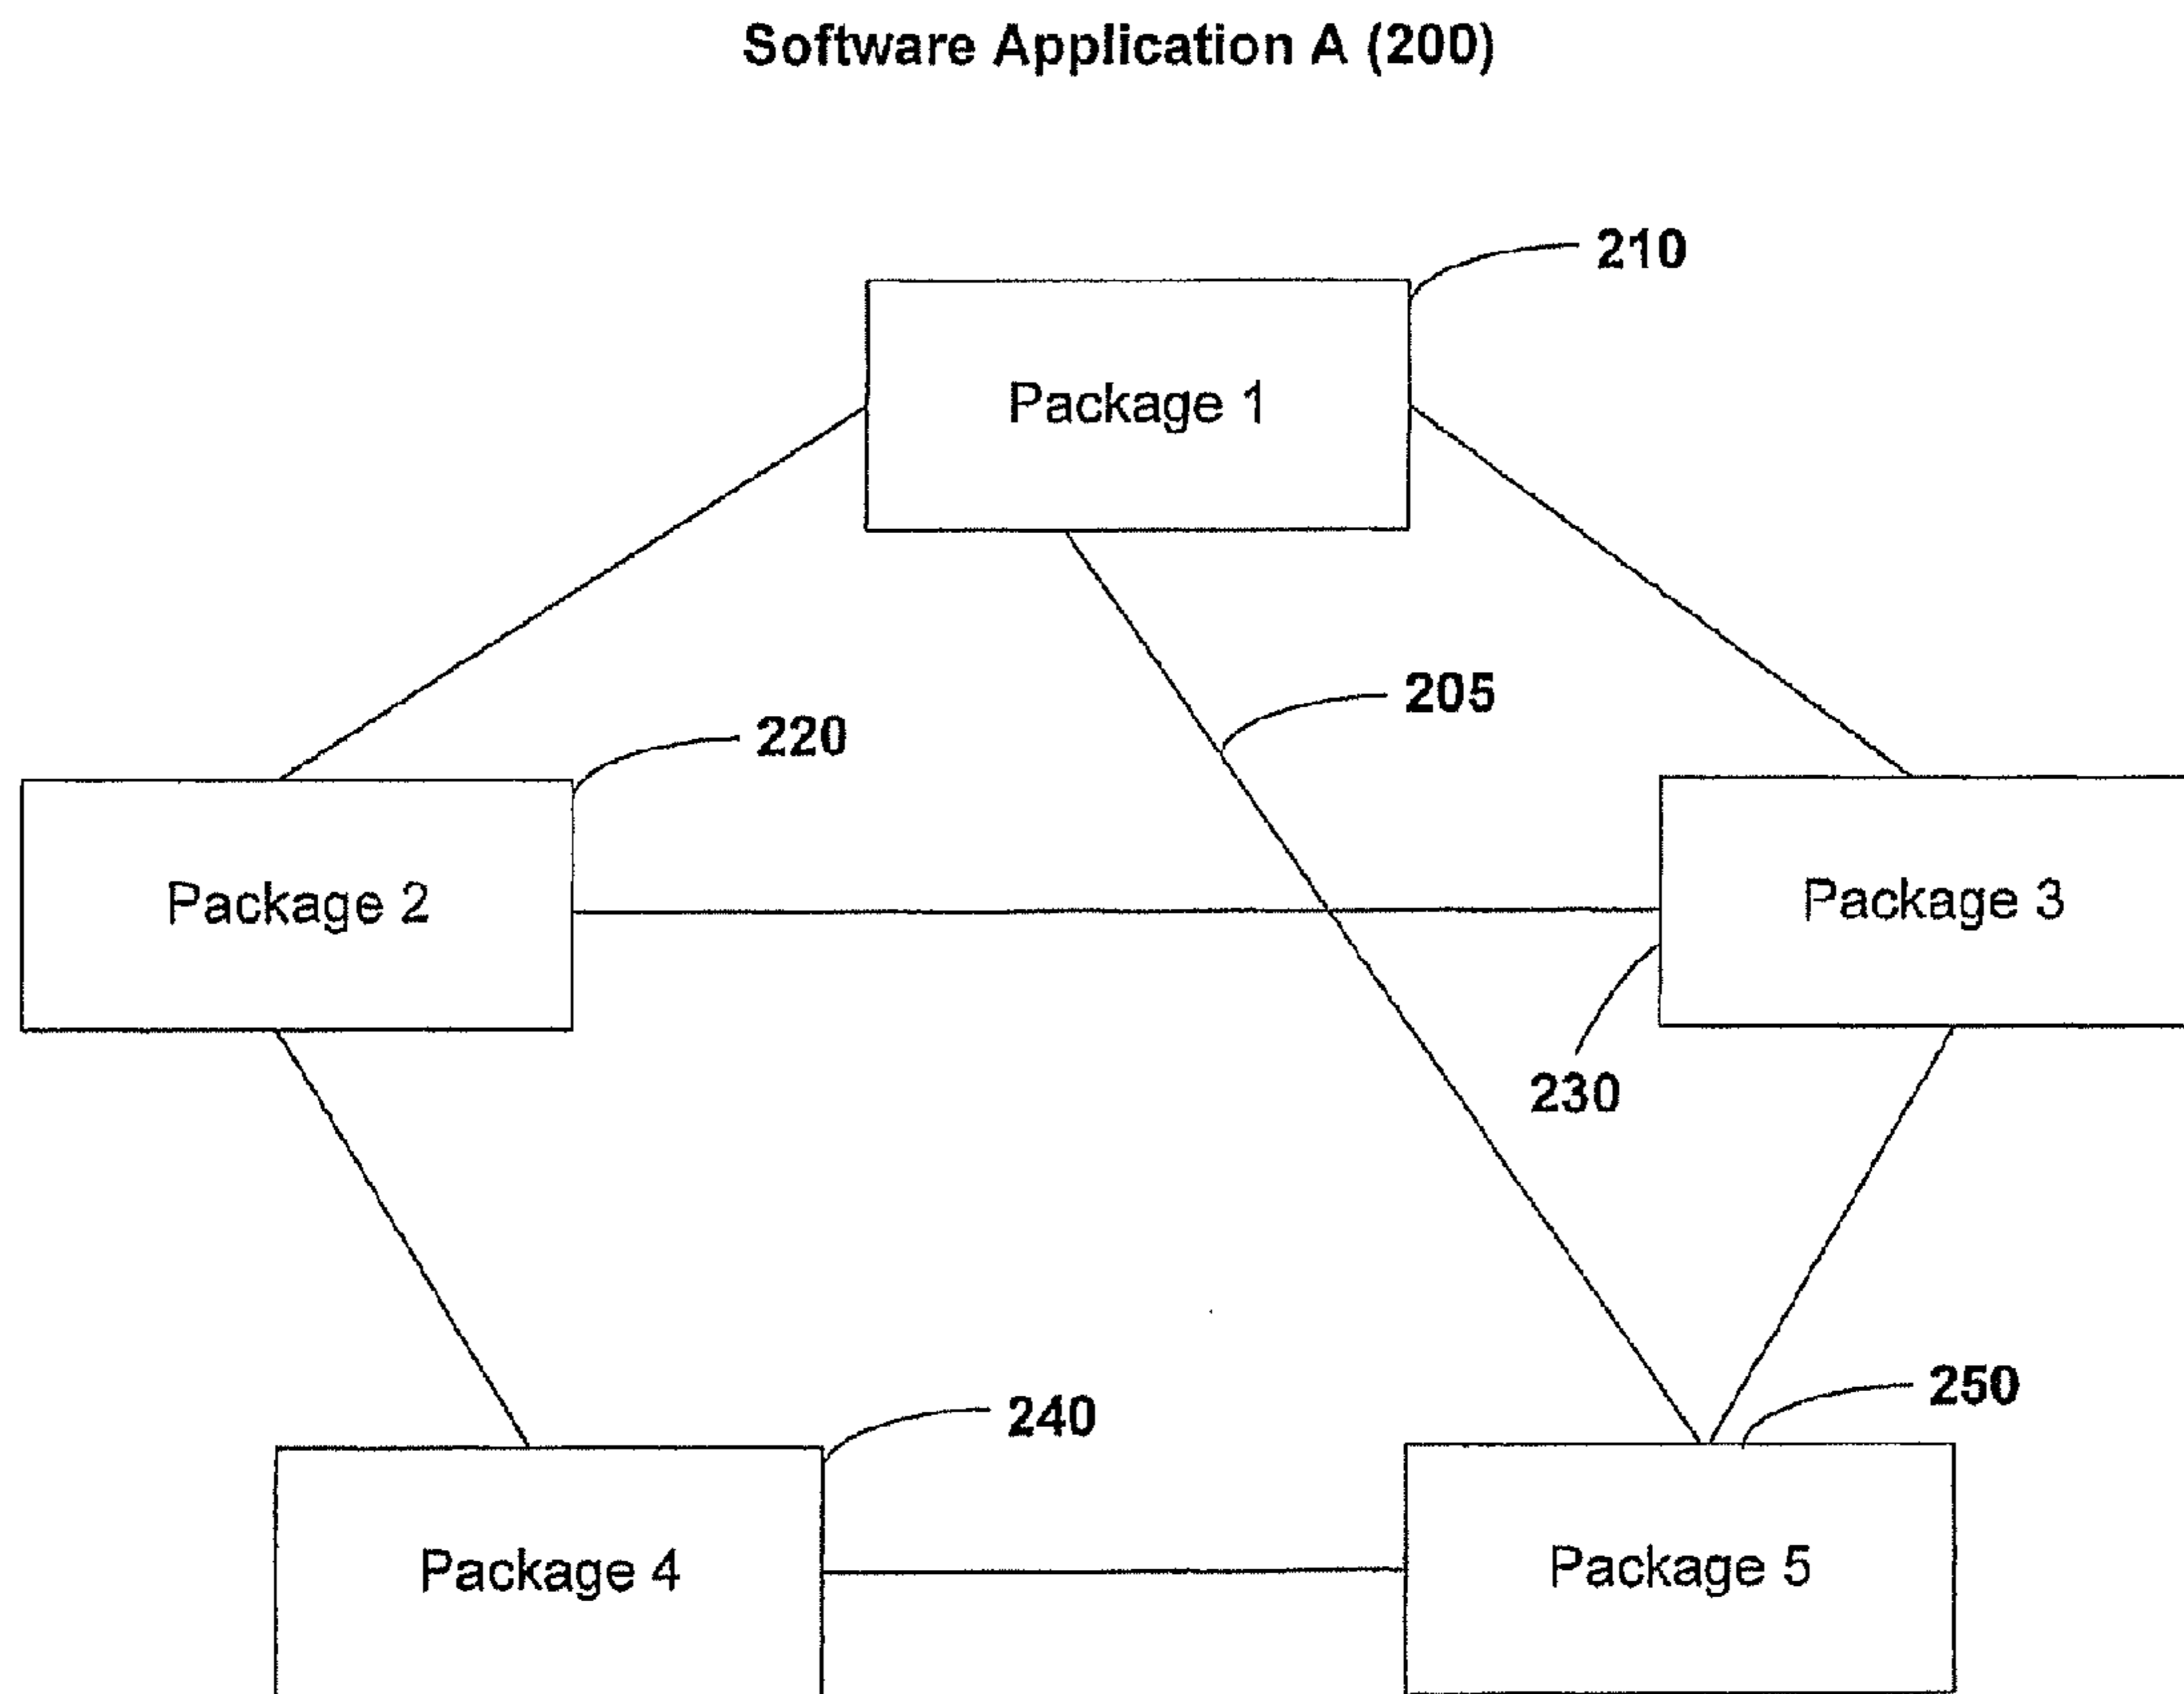 Software Application A (200)
210
Package 1
205
220
Package 2
Package 3
230
240
250
Package 4
Package 5